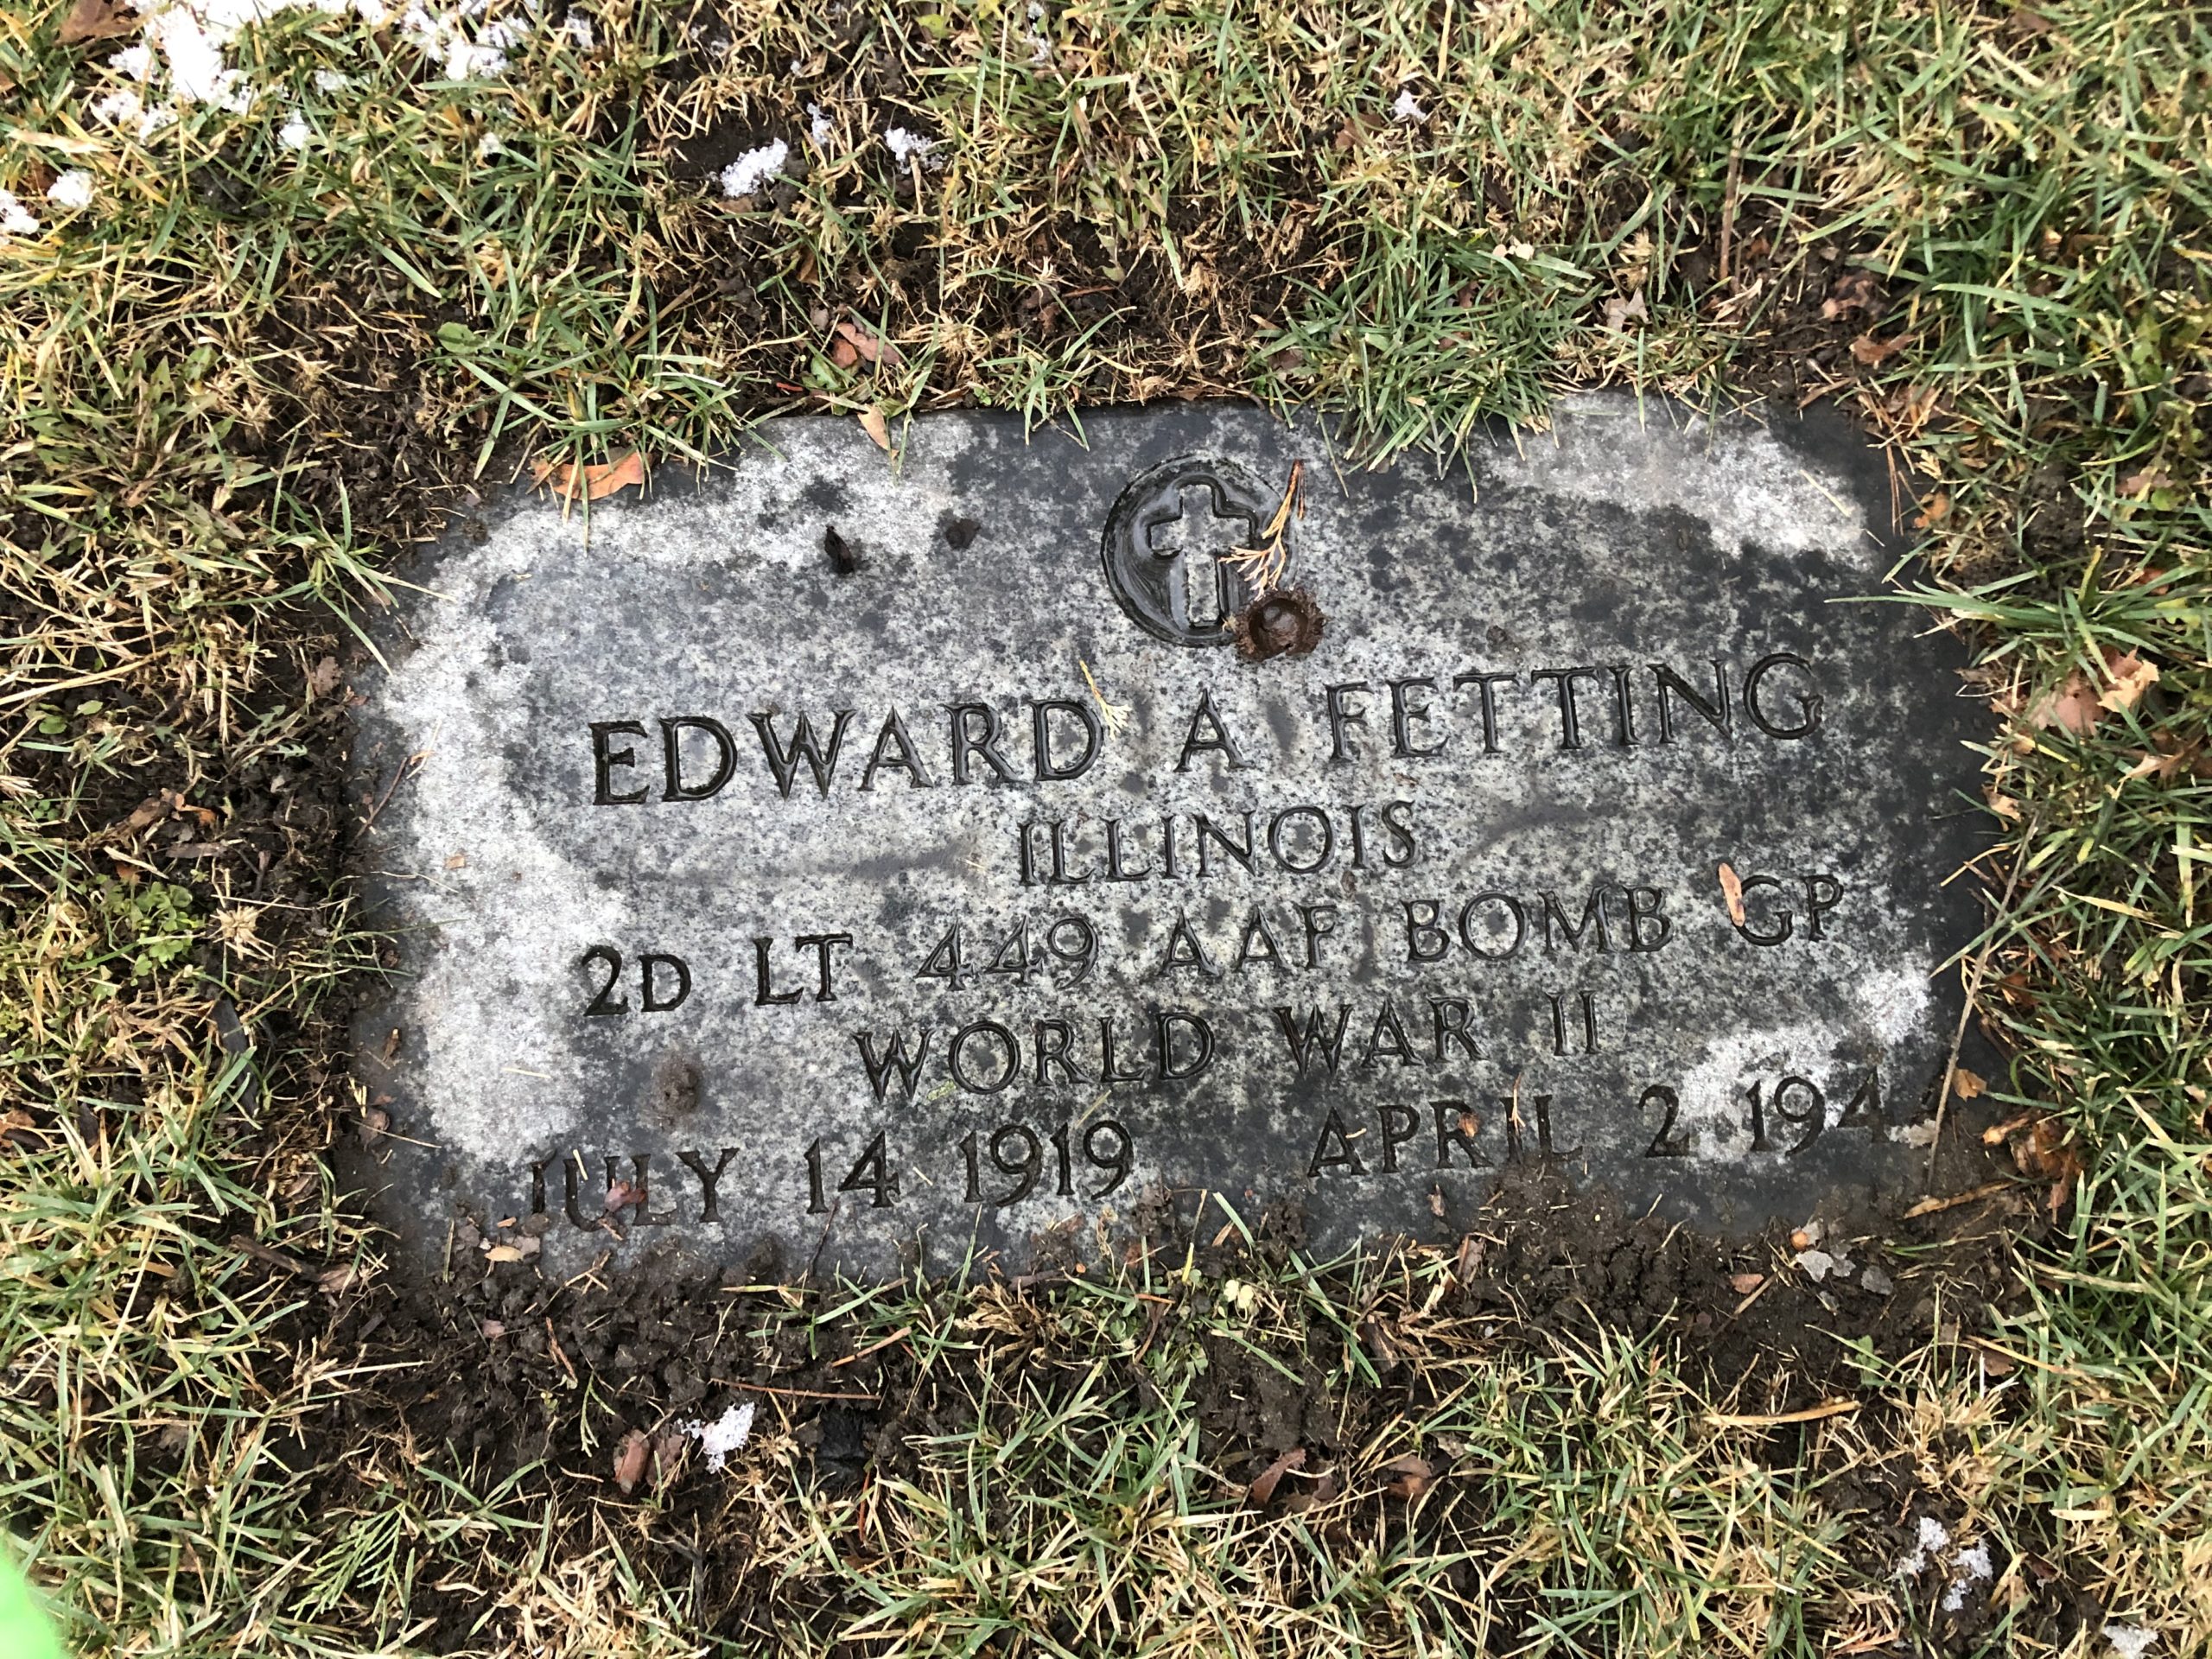 EDWARD A FETTING
ILLINOIS
2D LT 449 AAF BOMB GP
WORLD WAR II
JULY 14 1919 APRIL 2